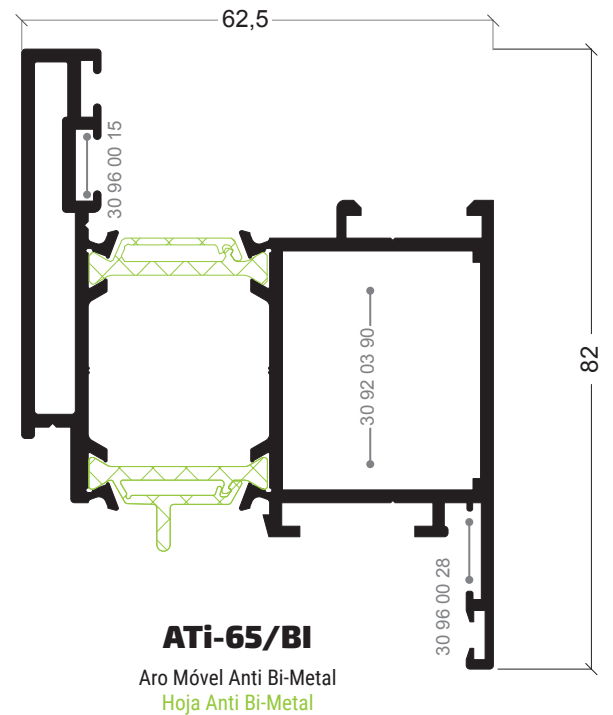 62,5
30 96 00 15
30 92 03 90
82
30 96 00 28
ATi-65/BI
Aro Móvel Anti Bi-Metal
Hoja Anti Bi-Metal